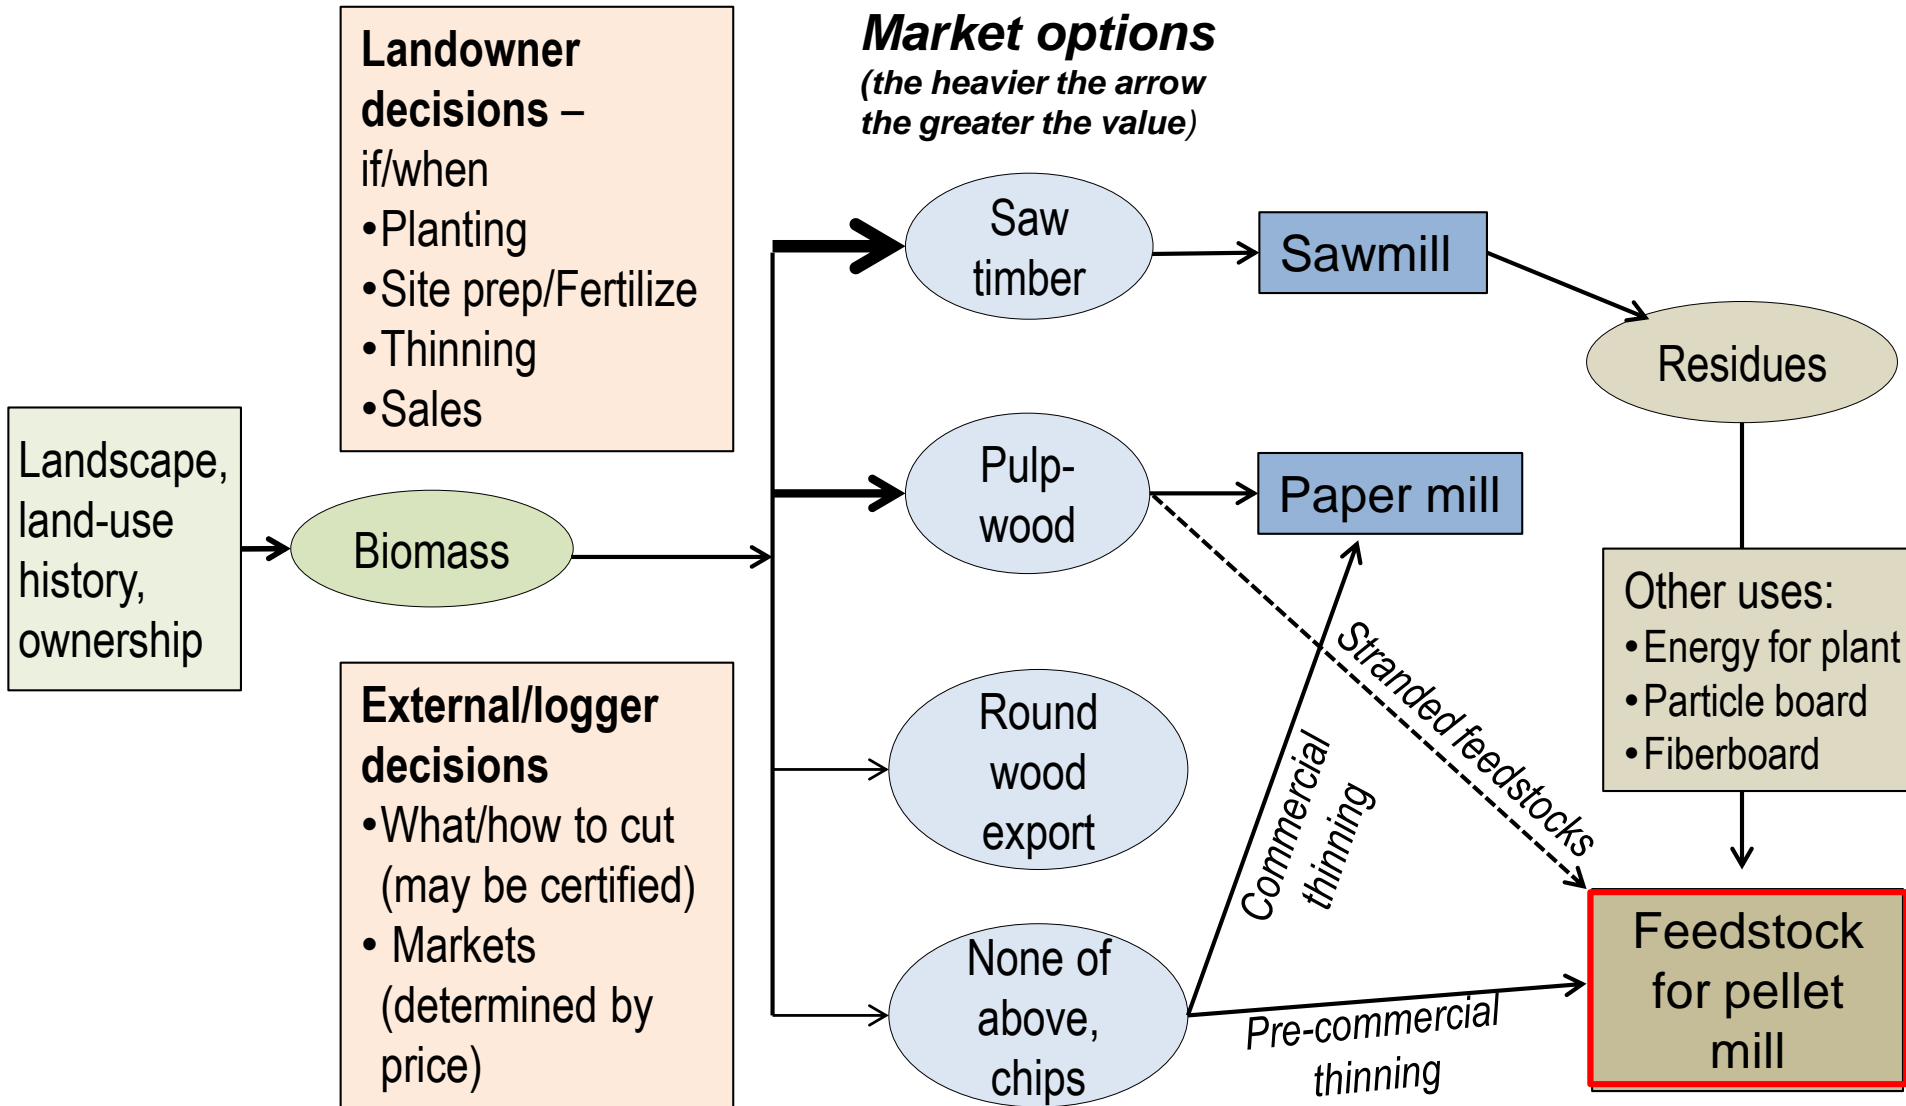 Landscape,
land-use
history,
ownership
Landowner
decisions –
if/when
•Planting
•Site prep/Fertilize
•Thinning
•Sales
Biomass
External/logger
decisions
•What/how to cut
(may be certified)
• Markets
(determined by
price)
Market options
(the heavier the arrow
the greater the value)
Saw
timber
Sawmill
Residues
Pulp-
wood
Paper mill
Other uses:
•Energy for plant
•Particle board
•Fiberboard
Round
wood
export
Stranded feedstocks
Commercial
thinning
None of
above,
chips
Pre-commercial
thinning
Feedstock
for pellet
mill